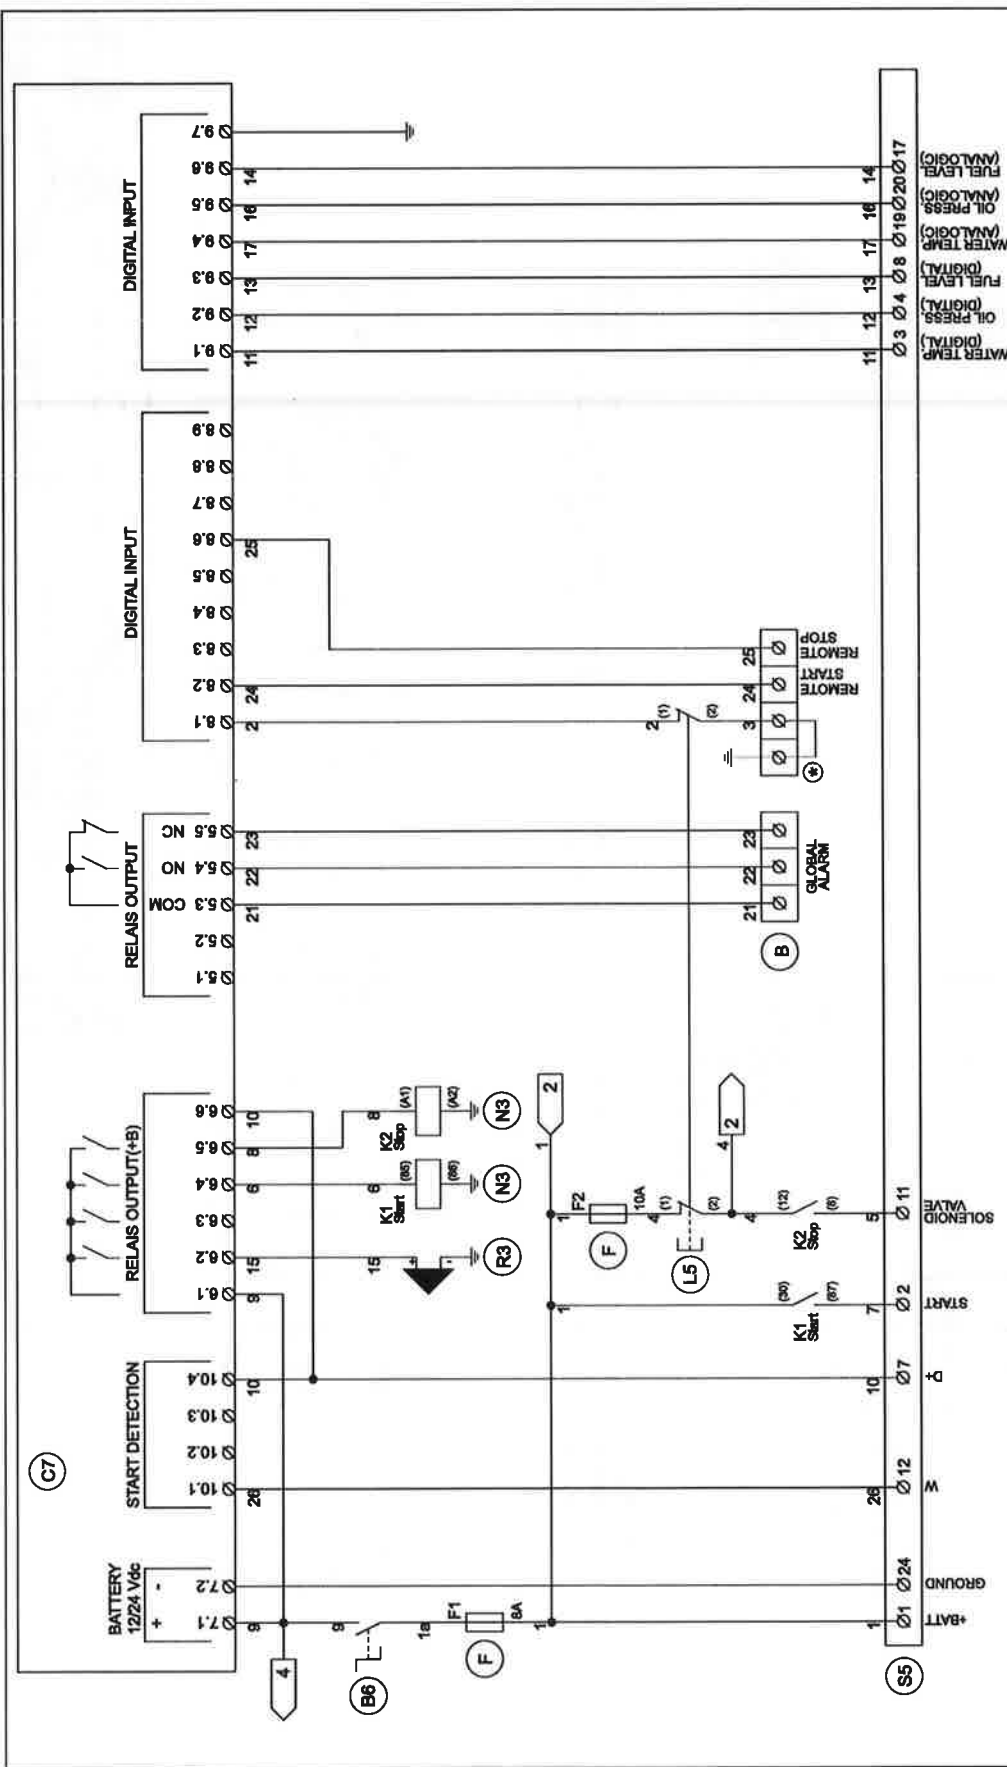 C7
BATTERY
12/24 Vdc
+ -
7.1
7.2
START DETECTION
10.1
10.2
10.3
10.4
RELAIS OUTPUT(+B)
6.1
6.2
6.3
6.4
6.5
6.6
RELAIS OUTPUT
5.1
5.2
5.3 COM
5.4 NO
5.5 NC
DIGITAL INPUT
8.1
8.2
8.3
8.4
8.5
8.6
8.7
8.8
8.9
DIGITAL INPUT
9.1
9.2
9.3
9.4
9.5
9.6
9.7
9
26
10
9
15
6
8
10
21
22
23
2
24
25
11
12
13
17
16
14
4
9
B6
1a
F1
8A
F
1
15
+
-
R3
6
K1
Start
(85)
(86)
N3
8
K2
Stop
(A1)
(A2)
N3
2
1
1
F2
10A
F
4
(1)
(2)
L5
4
2
4
(12)
(8)
K2
Stop
5
1
(30)
(87)
K1
Start
7
21
22
23
GLOBAL
ALARM
B
2
(1)
(2)
3
24
25
(*)
REMOTE
START
REMOTE
STOP
S5
1
1
+BATT
24
GROUND
26
12
W
10
7
D+
2
START
11
SOLENOID
VALVE
11
3
WATER TEMP.
(DIGITAL)
12
4
OIL PRESS.
(DIGITAL)
13
8
FUEL LEVEL
(DIGITAL)
17
19
WATER TEMP.
(ANALOGIC)
16
20
OIL PRESS.
(ANALOGIC)
14
17
FUEL LEVEL
(ANALOGIC)